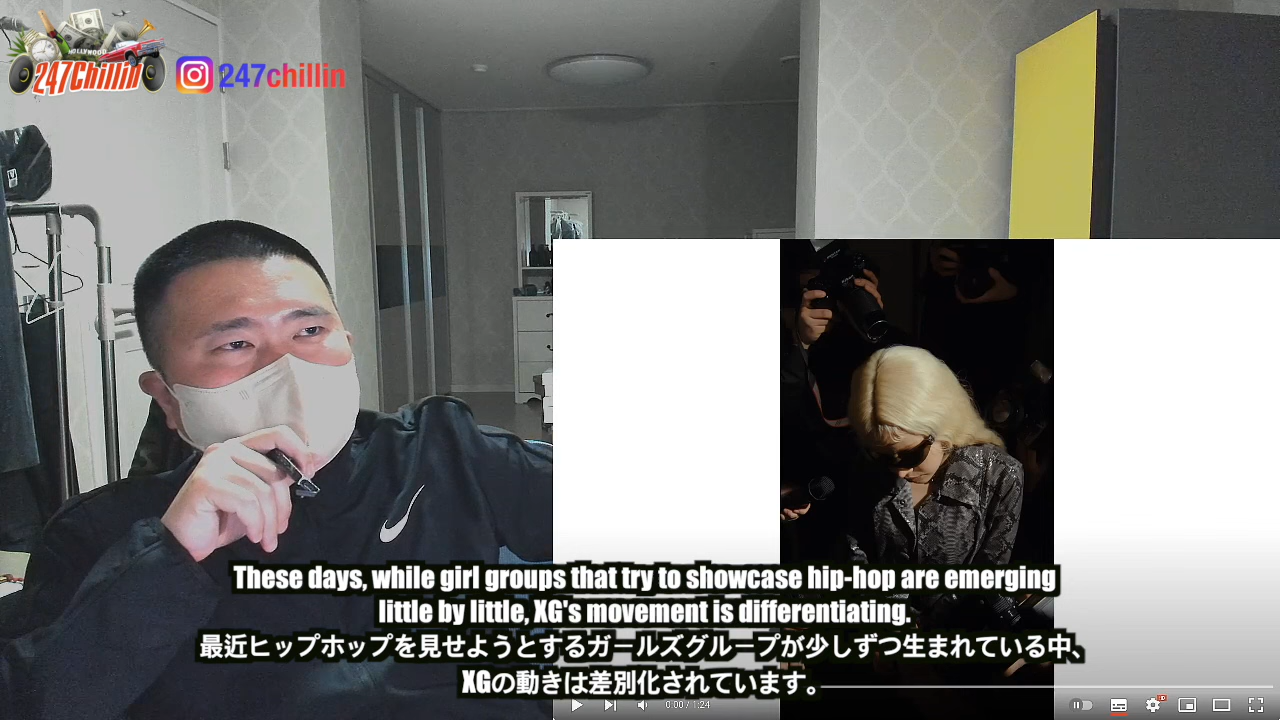 HOLLYWOOD
247Chillin
247chillin
These days, while girl groups that try to showcase hip-hop are emerging
little by little, XG's movement is differentiating.
最近ヒップホップを見せようとするガールズグループが少しずつ生まれている中、
XGの動きは差別化されています。
0:00 / 1:24
HD